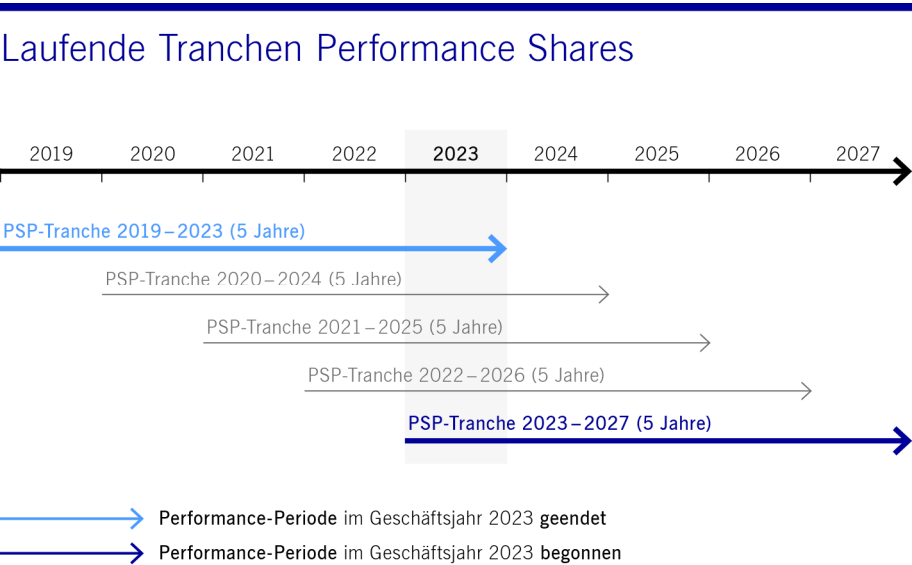 Laufende Tranchen Performance Shares
2019 2020 2021 2022 2023 2024 2025 2026 2027
PSP-Tranche 2019–2023 (5 Jahre)
PSP-Tranche 2020–2024 (5 Jahre)
PSP-Tranche 2021–2025 (5 Jahre)
PSP-Tranche 2022–2026 (5 Jahre)
PSP-Tranche 2023–2027 (5 Jahre)
Performance-Periode im Geschäftsjahr 2023 geendet
Performance-Periode im Geschäftsjahr 2023 begonnen